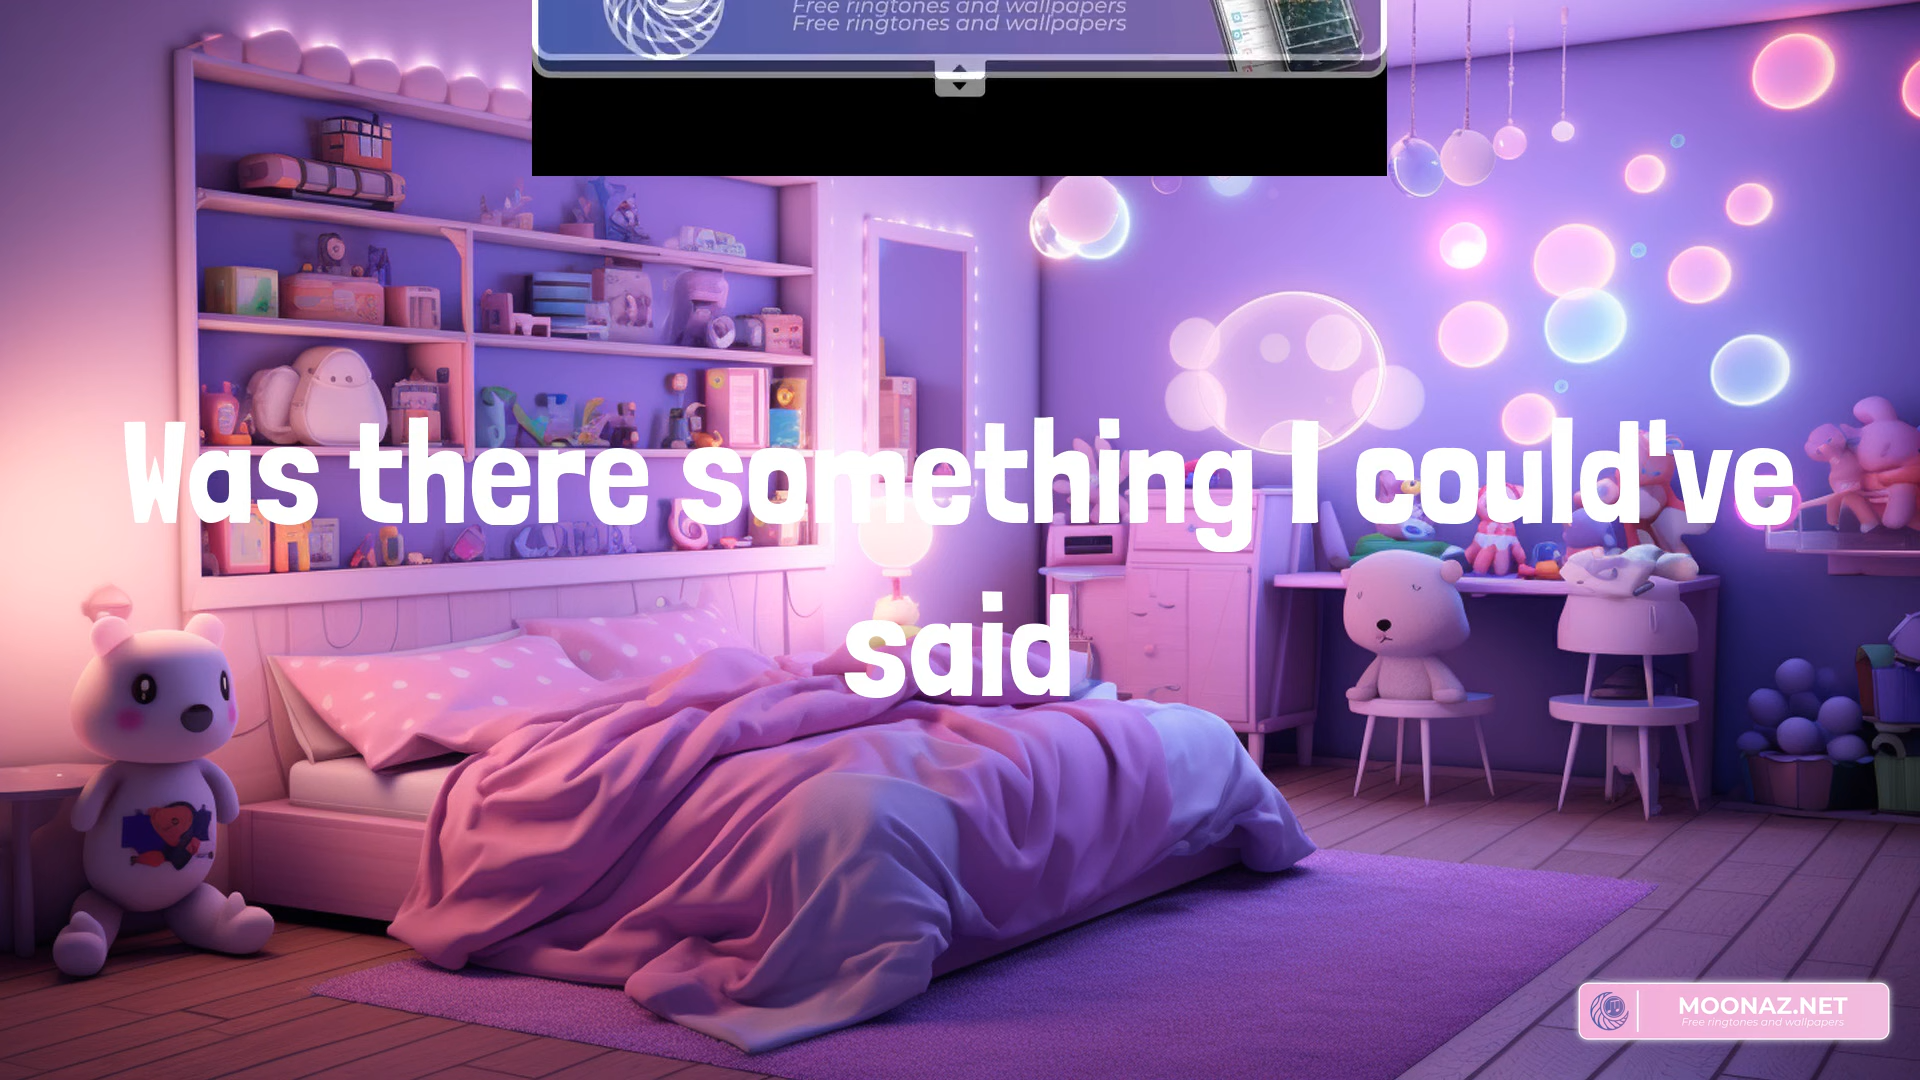 Free ringtones and wallpapers
Free ringtones and wallpapers
Was there something I could've
said
MOONAZ.NET
Free ringtones and wallpapers